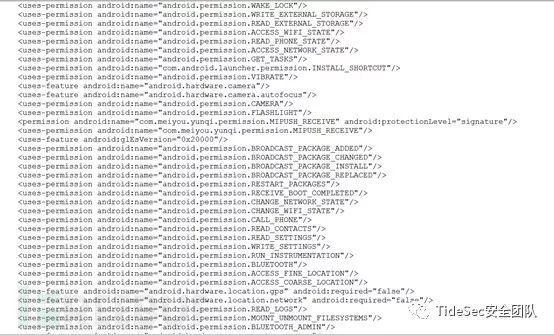 <uses-permission android:name="android.permission.WAKE_LOCK"/>
<uses-permission android:name="android.permission.WRITE_EXTERNAL_STORAGE"/>
<uses-permission android:name="android.permission.READ_EXTERNAL_STORAGE"/>
<uses-permission android:name="android.permission.ACCESS_WIFI_STATE"/>
<uses-permission android:name="android.permission.READ_PHONE_STATE"/>
<uses-permission android:name="android.permission.ACCESS_NETWORK_STATE"/>
<uses-permission android:name="android.permission.GET_TASKS"/>
<uses-permission android:name="com.android.launcher.permission.INSTALL_SHORTCUT"/>
<uses-permission android:name="android.permission.VIBRATE"/>
<uses-feature android:name="android.hardware.camera"/>
<uses-feature android:name="android.hardware.camera.autofocus"/>
<uses-permission android:name="android.permission.CAMERA"/>
<uses-permission android:name="android.permission.FLASHLIGHT"/>
<permission android:name="com.meiyou.yunqi.permission.MIPUSH_RECEIVE" android:protectionLevel="signature"/>
<uses-permission android:name="com.meiyou.yunqi.permission.MIPUSH_RECEIVE"/>
<uses-feature android:glEsVersion="0x20000"/>
<uses-permission android:name="android.permission.BROADCAST_PACKAGE_ADDED"/>
<uses-permission android:name="android.permission.BROADCAST_PACKAGE_CHANGED"/>
<uses-permission android:name="android.permission.BROADCAST_PACKAGE_INSTALL"/>
<uses-permission android:name="android.permission.BROADCAST_PACKAGE_REPLACED"/>
<uses-permission android:name="android.permission.RESTART_PACKAGES"/>
<uses-permission android:name="android.permission.RECEIVE_BOOT_COMPLETED"/>
<uses-permission android:name="android.permission.CHANGE_NETWORK_STATE"/>
<uses-permission android:name="android.permission.CHANGE_WIFI_STATE"/>
<uses-permission android:name="android.permission.CALL_PHONE"/>
<uses-permission android:name="android.permission.READ_CONTACTS"/>
<uses-permission android:name="android.permission.READ_SETTINGS"/>
<uses-permission android:name="android.permission.WRITE_SETTINGS"/>
<uses-permission android:name="android.permission.RUN_INSTRUMENTATION"/>
<uses-permission android:name="android.permission.BLUETOOTH"/>
<uses-permission android:name="android.permission.ACCESS_FINE_LOCATION"/>
<uses-permission android:name="android.permission.ACCESS_COARSE_LOCATION"/>
<uses-feature android:name="android.hardware.location.gps" android:required="false"/>
<uses-feature android:name="android.hardware.location.network" android:required="false"/>
<uses-permission android:name="android.permission.READ_LOGS"/>
<uses-permission android:name="android.permission.MOUNT_UNMOUNT_FILESYSTEMS"/>
<uses-permission android:name="android.permission.BLUETOOTH_ADMIN"/>
TideSec安全团队